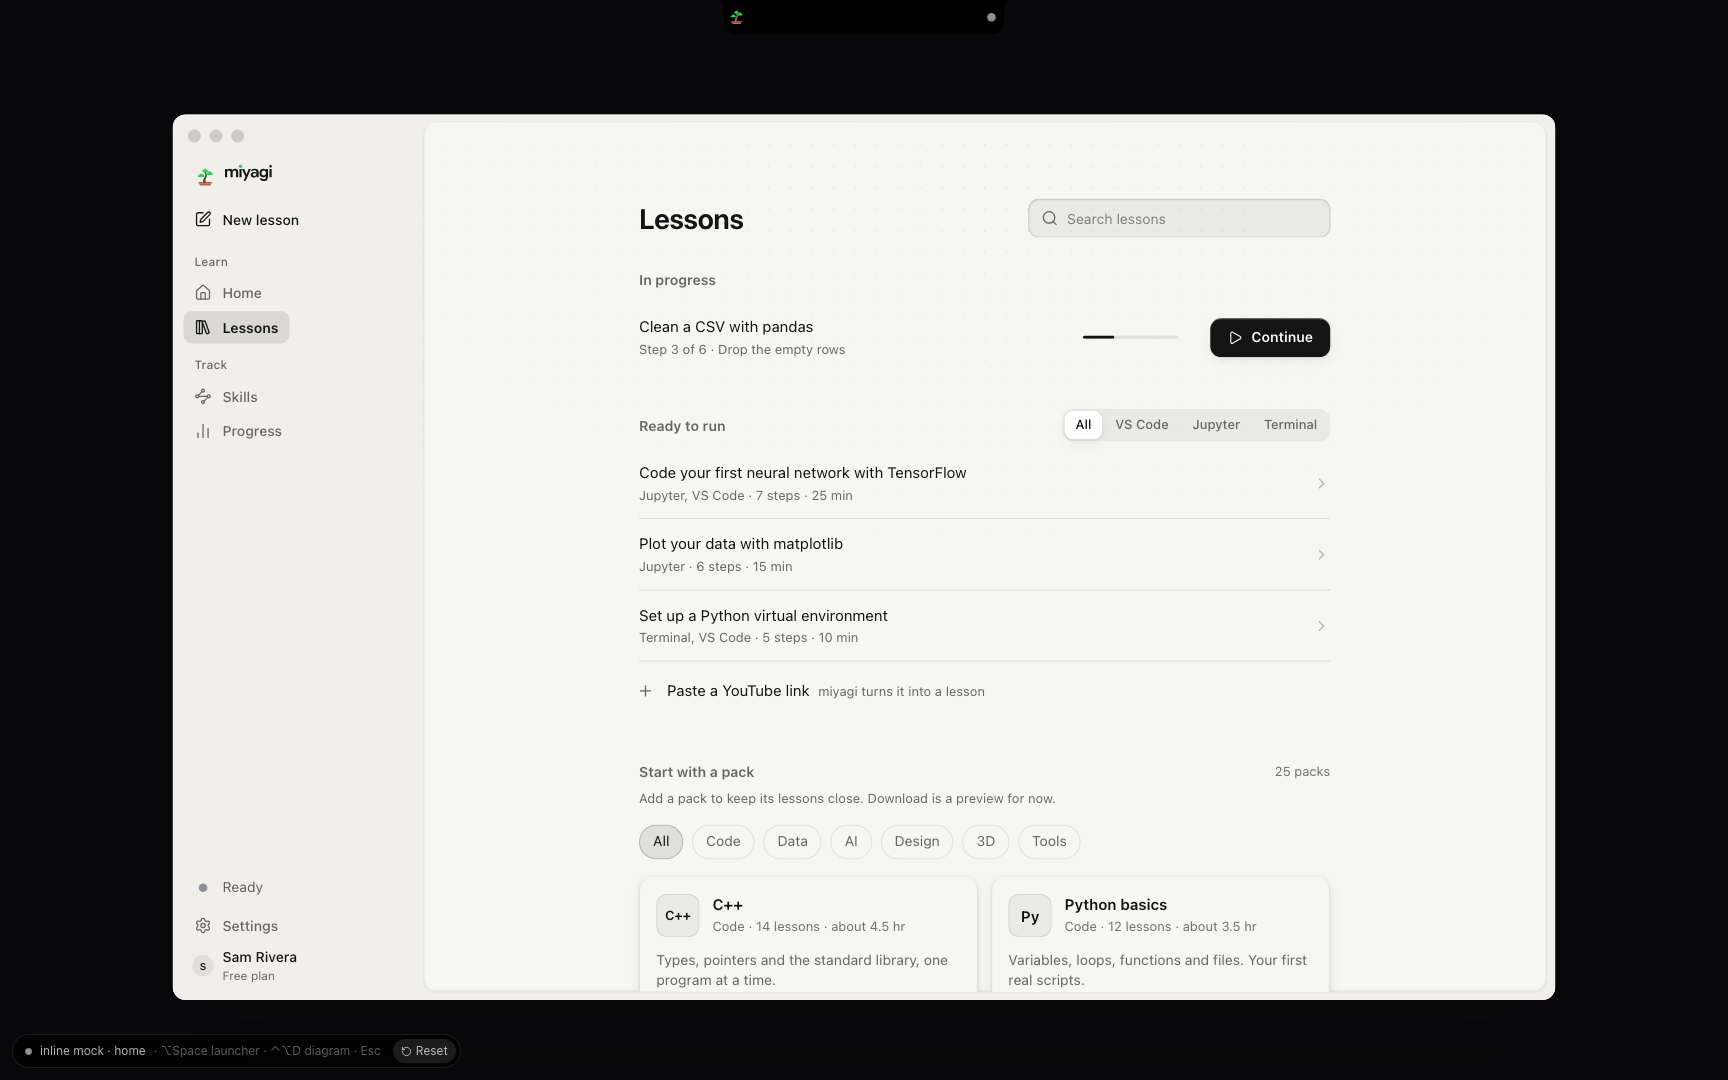 miyagi
New lesson
Learn
Home
Lessons
Track
Skills
Progress
Ready
Settings
S
Sam Rivera
Free plan
Lessons
Search lessons
In progress
Clean a CSV with pandas
Step 3 of 6 · Drop the empty rows
Continue
Ready to run
All VS Code Jupyter Terminal
Code your first neural network with TensorFlow
Jupyter, VS Code · 7 steps · 25 min
Plot your data with matplotlib
Jupyter · 6 steps · 15 min
Set up a Python virtual environment
Terminal, VS Code · 5 steps · 10 min
Paste a YouTube link miyagi turns it into a lesson
Start with a pack 25 packs
Add a pack to keep its lessons close. Download is a preview for now.
All Code Data AI Design 3D Tools
C++
C++
Code · 14 lessons · about 4.5 hr
Types, pointers and the standard library, one
program at a time.
Py
Python basics
Code · 12 lessons · about 3.5 hr
Variables, loops, functions and files. Your first
real scripts.
inline mock · home · ⌥Space launcher · ⌃⌥D diagram · Esc Reset